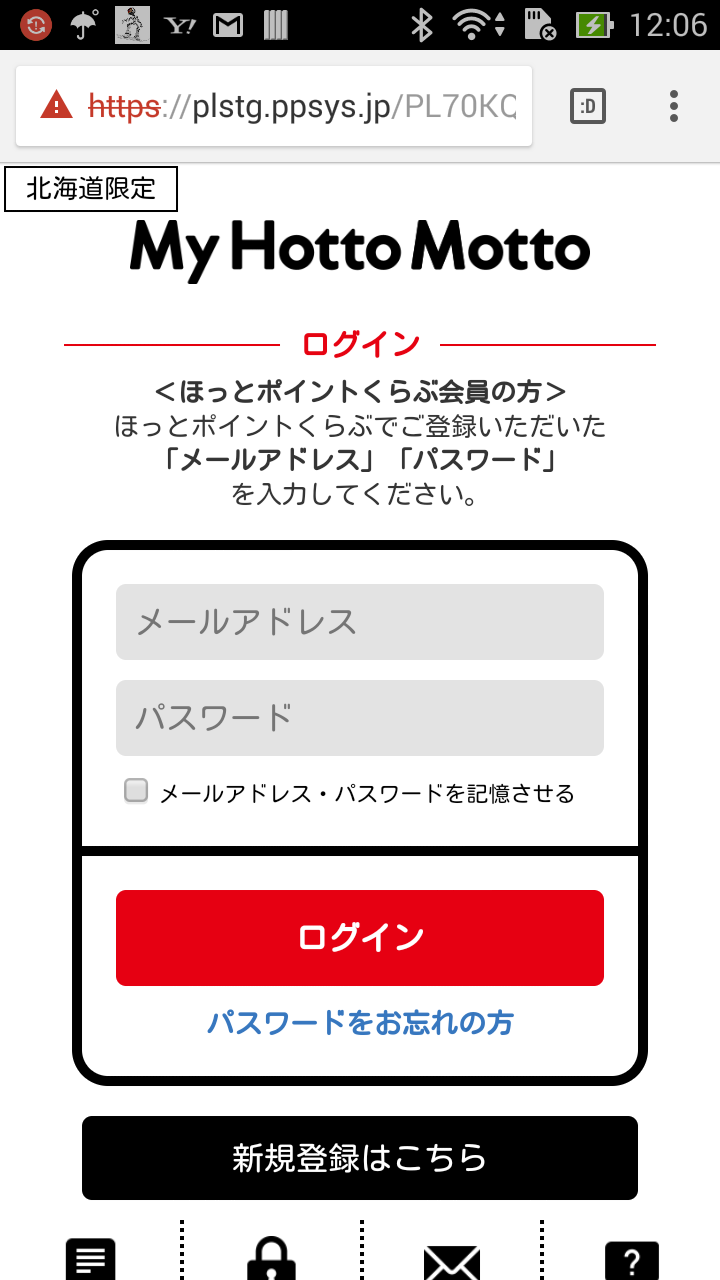 12:06
https://plstg.ppsys.jp/PL70KC
:D
北海道限定
My Hotto Motto
ログイン
<ほっとポイントくらぶ会員の方>
ほっとポイントくらぶでご登録いただいた
「メールアドレス」「パスワード」
を入力してください。
メールアドレス
パスワード
メールアドレス・パスワードを記憶させる
ログイン
パスワードをお忘れの方
新規登録はこちら
?